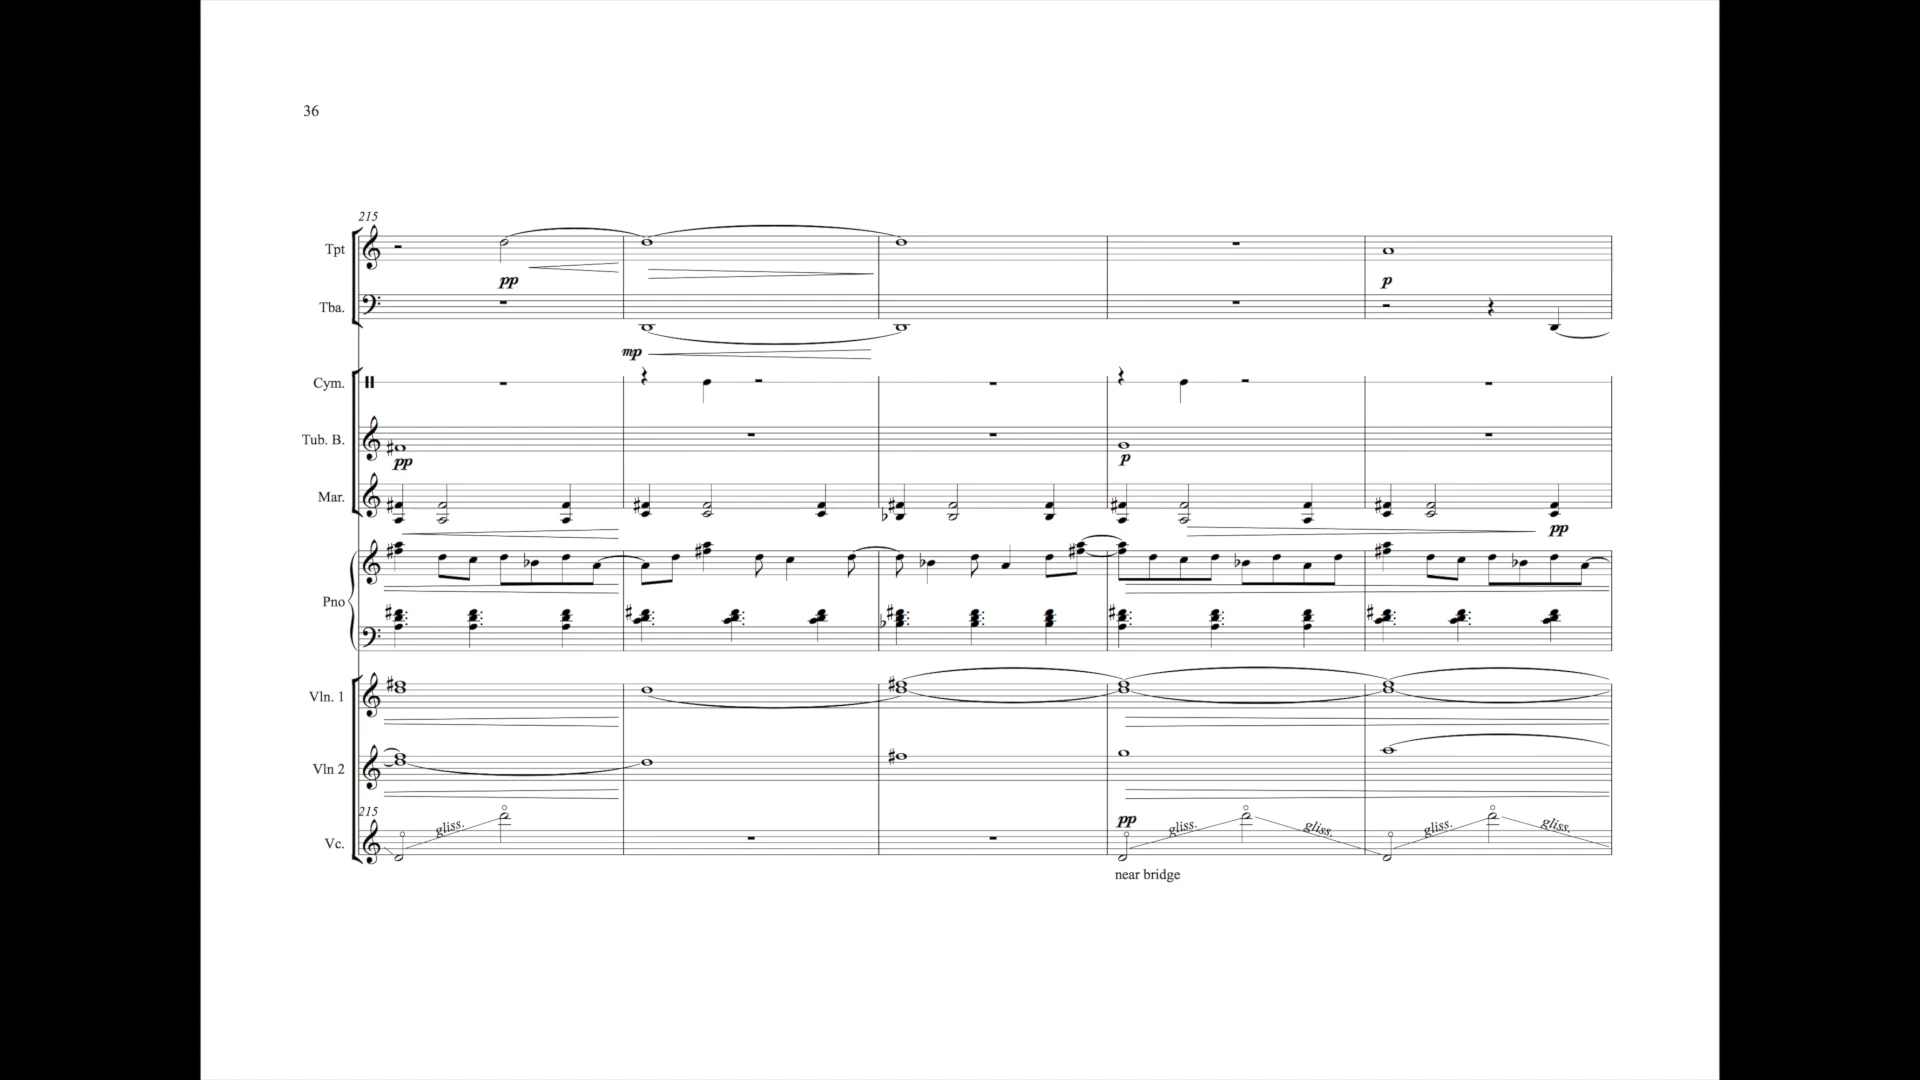 36
215
Tpt
pp
p
Tba.
mp
Cym.
Tub. B.
pp
p
Mar.
pp
Pno
Vln. 1
Vln 2
215
Vc.
gliss.
pp
gliss.
gliss.
gliss.
gliss.
near bridge